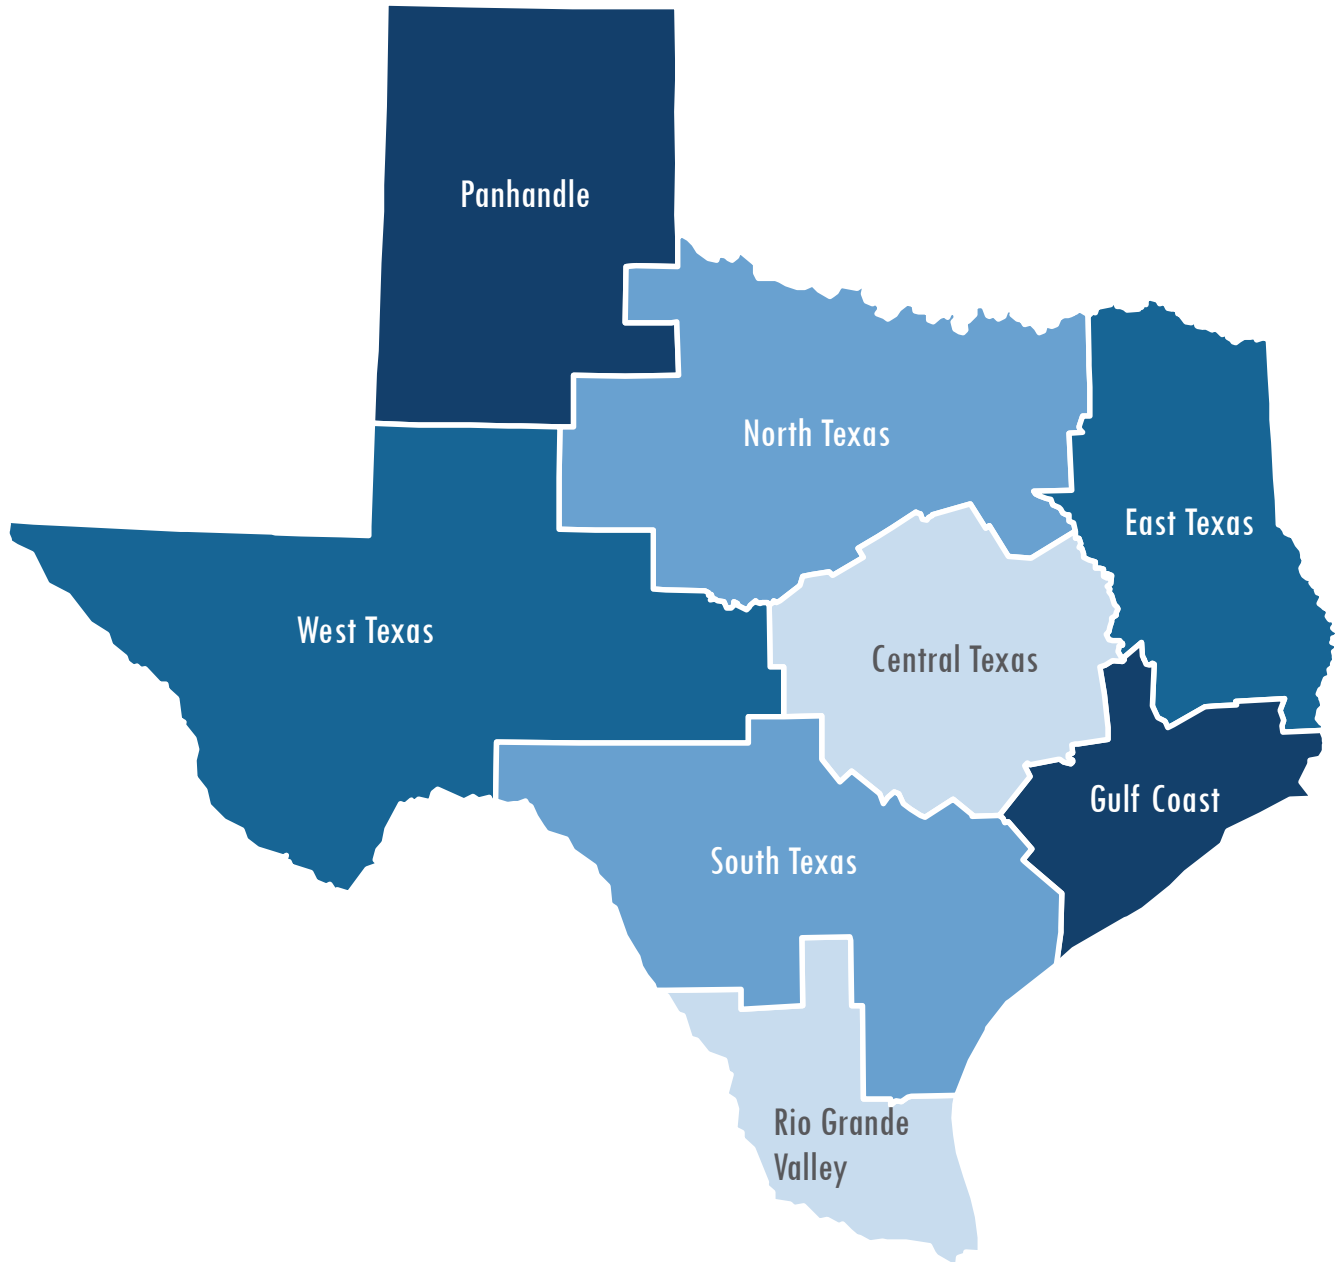 Panhandle
North Texas
East Texas
West Texas
Central Texas
Gulf Coast
South Texas
Rio Grande
Valley